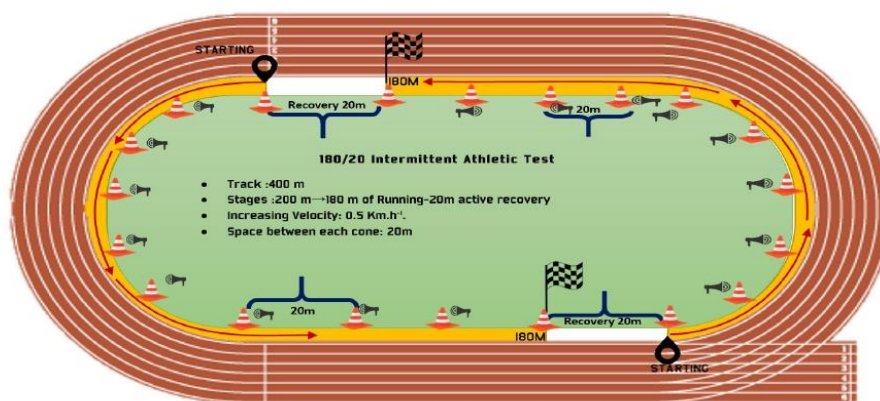 STARTING
180M
Recovery 20m
20m
180/20 Intermittent Athletic Test
• Track :400 m
• Stages :200 m→180 m of Running-20m active recovery
• Increasing Velocity: 0.5 Km.h⁻¹.
• Space between each cone: 20m
20m
Recovery 20m
180M
STARTING